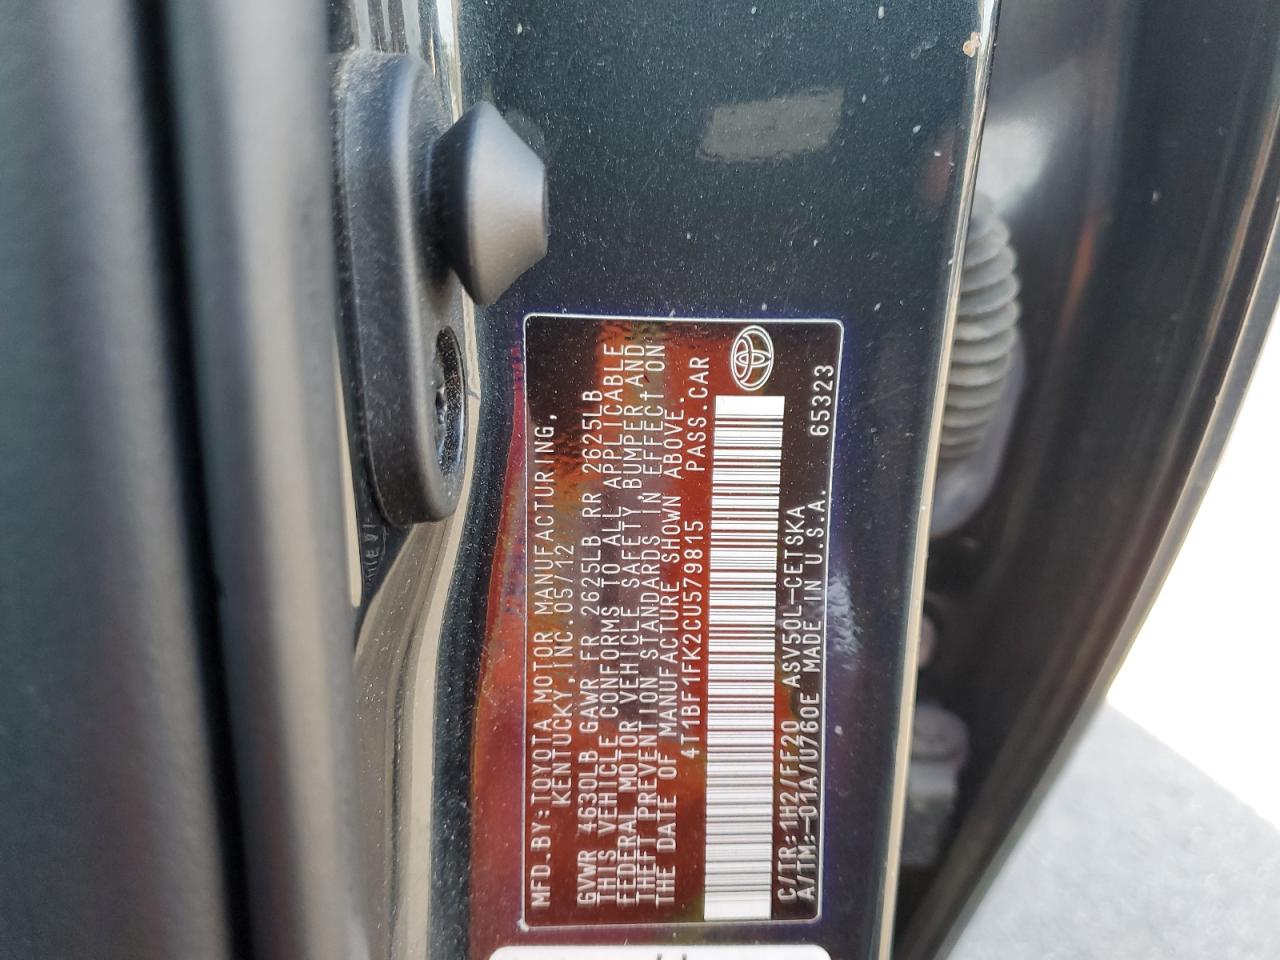 MFD.BY:TOYOTA MOTOR MANUFACTURING,
KENTUCKY,INC.05/12
GVWR 4630LB GAWR FR 2625LB RR 2625LB
THIS VEHICLE CONFORMS TO ALL APPLICABLE
FEDERAL MOTOR VEHICLE SAFETY,BUMPER AND
THEFT PREVENTION STANDARDS IN EFFECT ON
THE DATE OF MANUFACTURE SHOWN ABOVE.
4T1BF1FK2CU579815 PASS.CAR
C/TR:1H2/FF20 ASV50L-CETSKA
A/TM:-01A/U760E MADE IN U.S.A.
65323